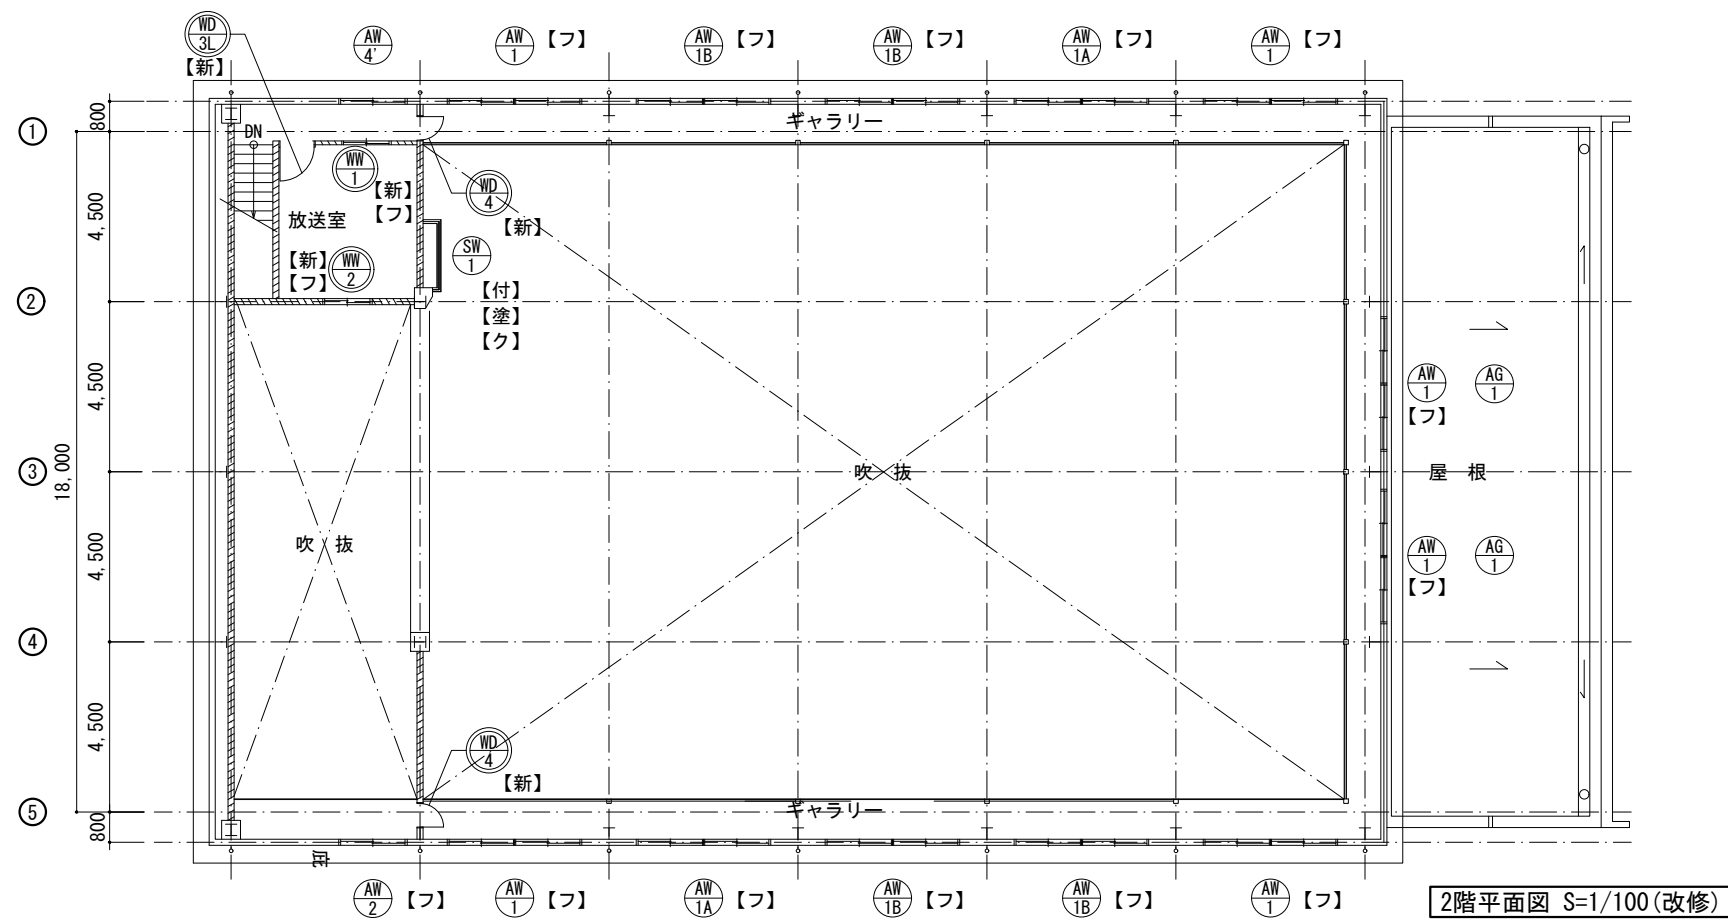 WD
3L
【新】
AW
4'
AW
1
【フ】
AW
1B
【フ】
AW
1B
【フ】
AW
1A
【フ】
AW
1
【フ】
800
1
ギャラリー
DN
WW
1
【新】
【フ】
WD
4
【新】
4,500
放送室
SW
1
【新】
【フ】
WW
2
【付】
【塗】
【ク】
2
4,500
AW
1
【フ】
AG
1
3
18,000
吹 抜
屋 根
4,500
吹 抜
AW
1
【フ】
AG
1
4
4,500
WD
4
【新】
5
ギャラリー
800
庇
AW
2
【フ】
AW
1
【フ】
AW
1A
【フ】
AW
1B
【フ】
AW
1B
【フ】
AW
1
【フ】
2階平面図 S=1/100(改修)